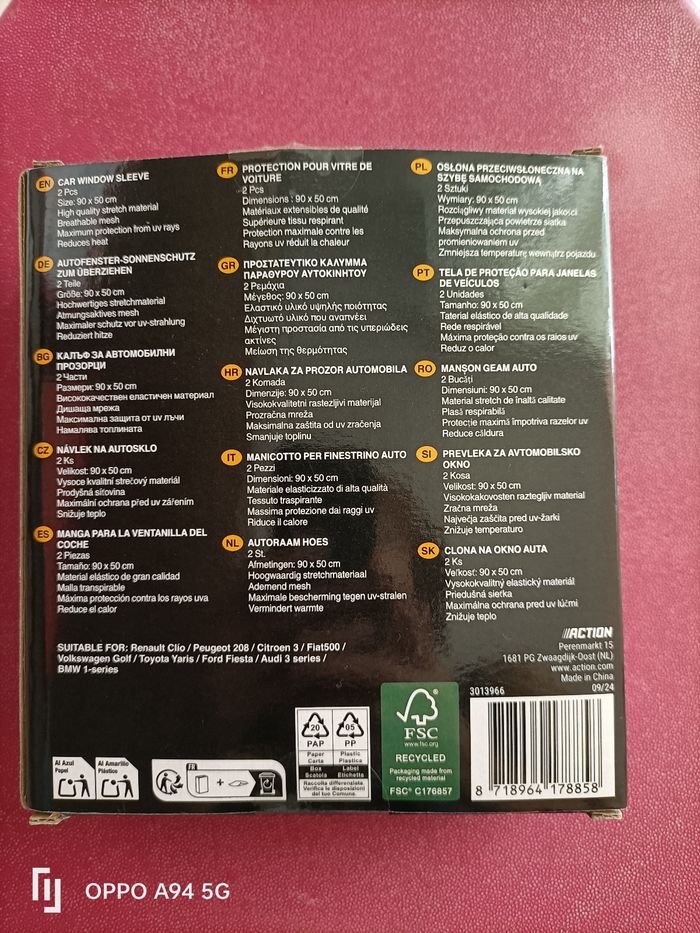 EN CAR WINDOW SLEEVE
2 Pcs
Size: 90 x 50 cm
High quality stretch material
Breathable mesh
Maximum protection from uv rays
Reduces heat
DE AUTOFENSTER-SONNENSCHUTZ
ZUM ÜBERZIEHEN
2 Teile
Größe: 90 x 50 cm
Hochwertiges stretchmaterial
Atmungsaktives mesh
Maximaler schutz vor uv-strahlung
Reduziert hitze
BG КАЛЪФ ЗА АВТОМОБИЛНИ
ПРОЗОРЦИ
2 Части
Размери: 90 x 50 cm
Висококачествен еластичен материал
Дишаща мрежа
Максимална защита от uv лъчи
Намалява топлината
CZ NÁVLEK NA AUTOSKLO
2 Ks
Velikost: 90 x 50 cm
Vysoce kvalitní strečový materiál
Prodyšná síťovina
Maximální ochrana před uv zářením
Snižuje teplo
ES MANGA PARA LA VENTANILLA DEL
COCHE
2 Piezas
Tamaño: 90 x 50 cm
Material elástico de gran calidad
Malla transpirable
Máxima protección contra los rayos uva
Reduce el calor
FR PROTECTION POUR VITRE DE
VOITURE
2 Pcs
Dimensions : 90 x 50 cm
Matériaux extensibles de qualité
Supérieure tissu respirant
Protection maximale contre les
Rayons uv réduit la chaleur
GR ΠΡΟΣΤΑΤΕΥΤΙΚΟ ΚΑΛΥΜΜΑ
ΠΑΡΑΘΥΡΟΥ ΑΥΤΟΚΙΝΗΤΟΥ
2 Ρεμάχια
Μέγεθος: 90 x 50 cm
Ελαστικό υλικό υψηλής ποιότητας
Διχτυωτό υλικό που αναπνέει
Μέγιστη προστασία από τις υπεριώδεις
ακτίνες
Μείωση της θερμότητας
HR NAVLAKA ZA PROZOR AUTOMOBILA
2 Komada
Dimenzije: 90 x 50 cm
Visokokvalitetni rastezljivi materijal
Prozračna mreža
Maksimalna zaštita od uv zračenja
Smanjuje toplinu
IT MANICOTTO PER FINESTRINO AUTO
2 Pezzi
Dimensioni: 90 x 50 cm
Materiale elasticizzato di alta qualità
Tessuto traspirante
Massima protezione dai raggi uv
Riduce il calore
NL AUTORAAM HOES
2 St.
Afmetingen: 90 x 50 cm
Hoogwaardig stretchmateriaal
Ademend mesh
Maximale bescherming tegen uv-stralen
Vermindert warmte
PL OSŁONA PRZECIWSŁONECZNA NA
SZYBĘ SAMOCHODOWĄ
2 Sztuki
Wymiary: 90 x 50 cm
Rozciągliwy materiał wysokiej jakości
Przepuszczająca powietrze siatka
Maksymalna ochrona przed
promieniowaniem uv
Zmniejsza temperaturę wewnątrz pojazdu
PT TELA DE PROTEÇÃO PARA JANELAS
DE VEÍCULOS
2 Unidades
Tamanho: 90 x 50 cm
Taterial elástico de alta qualidade
Rede respirável
Máxima proteção contra os raios uv
Reduz o calor
RO MANȘON GEAM AUTO
2 Bucăți
Dimensiuni: 90 x 50 cm
Material stretch de înaltă calitate
Plasă respirabilă
Protecție maximă împotriva razelor uv
Reduce căldura
SI PREVLEKA ZA AVTOMOBILSKO
OKNO
2 Kosa
Velikost: 90 x 50 cm
Visokokakovosten raztegljiv material
Zračna mreža
Največja zaščita pred uv-žarki
Znižuje temperaturo
SK CLONA NA OKNO AUTA
2 Ks
Veľkosť: 90 x 50 cm
Vysokokvalitný elastický materiál
Priedušná sieťka
Maximálna ochrana pred uv lúčmi
Znižuje teplo
SUITABLE FOR: Renault Clio / Peugeot 208 / Citroen 3 / Fiat500 /
Volkswagen Golf / Toyota Yaris / Ford Fiesta / Audi 3 series /
BMW 1-series
ACTION
Perenmarkt 15
1681 PG Zwaagdijk-Oost (NL)
www.action.com
Made in China
09/24
3013966
8 718964 178858
Al Azul
Papel
Al Amarillo
Plástico
FR
+
20
PAP
05
PP
Paper
Carta
Plastic
Plastica
Box
Scatola
Label
Etichetta
Raccolta differenziata
Verifica le disposizioni
del tuo Comune.
FSC
www.fsc.org
RECYCLED
Packaging made from
recycled material
FSC® C176857
OPPO A94 5G